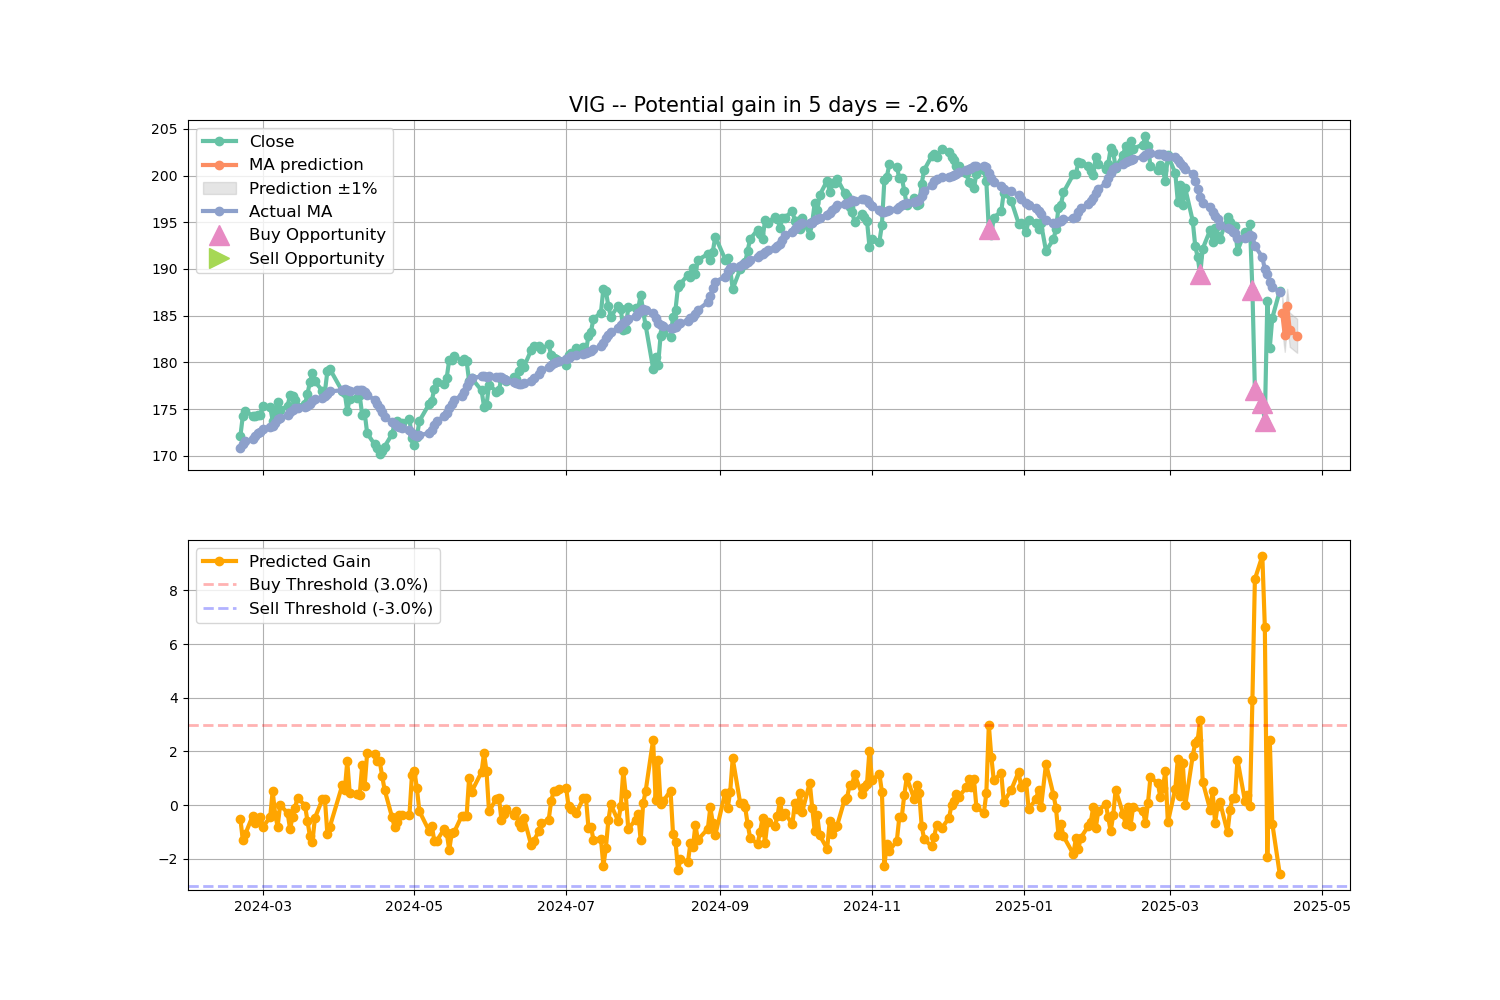 VIG -- Potential gain in 5 days = -2.6%
205
200
195
190
185
180
175
170
Close
MA prediction
Prediction ±1%
Actual MA
Buy Opportunity
Sell Opportunity
8
6
4
2
0
−2
Predicted Gain
Buy Threshold (3.0%)
Sell Threshold (-3.0%)
2024-03
2024-05
2024-07
2024-09
2024-11
2025-01
2025-03
2025-05